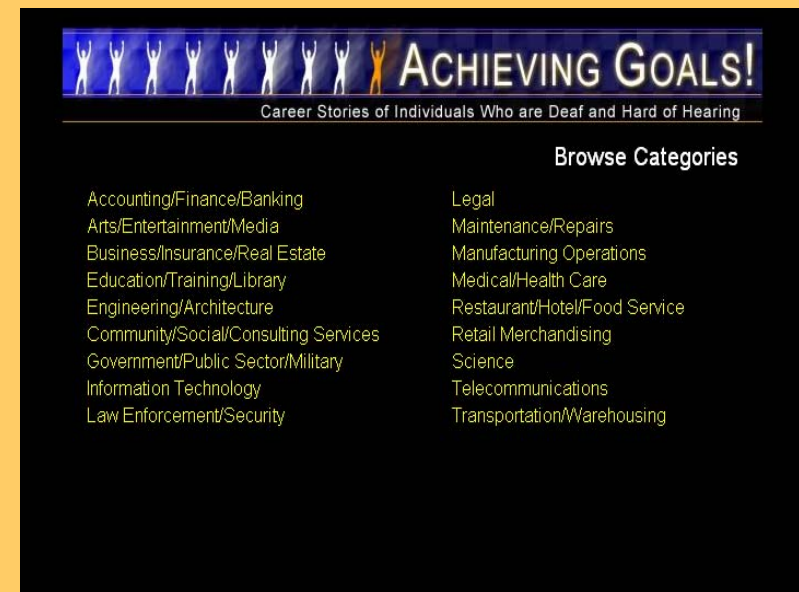 ACHIEVING GOALS!
Career Stories of Individuals Who are Deaf and Hard of Hearing
Browse Categories
Accounting/Finance/Banking
Arts/Entertainment/Media
Business/Insurance/Real Estate
Education/Training/Library
Engineering/Architecture
Community/Social/Consulting Services
Government/Public Sector/Military
Information Technology
Law Enforcement/Security
Legal
Maintenance/Repairs
Manufacturing Operations
Medical/Health Care
Restaurant/Hotel/Food Service
Retail Merchandising
Science
Telecommunications
Transportation/Warehousing